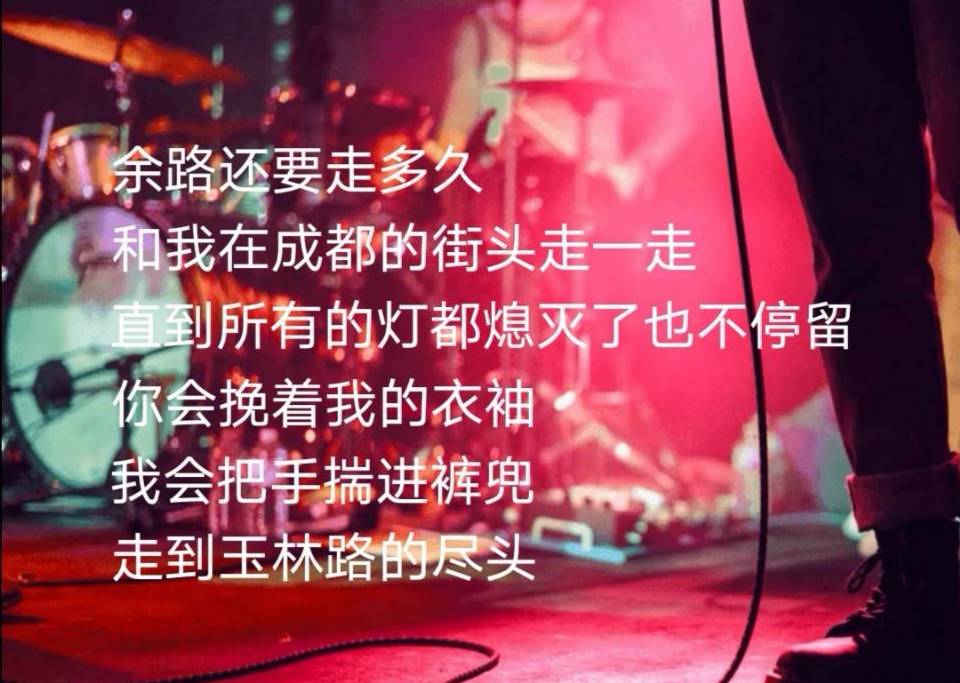 余路还要走多久
和我在成都的街头走一走
直到所有的灯都熄灭了也不停留
你会挽着我的衣袖
我会把手揣进裤兜
走到玉林路的尽头